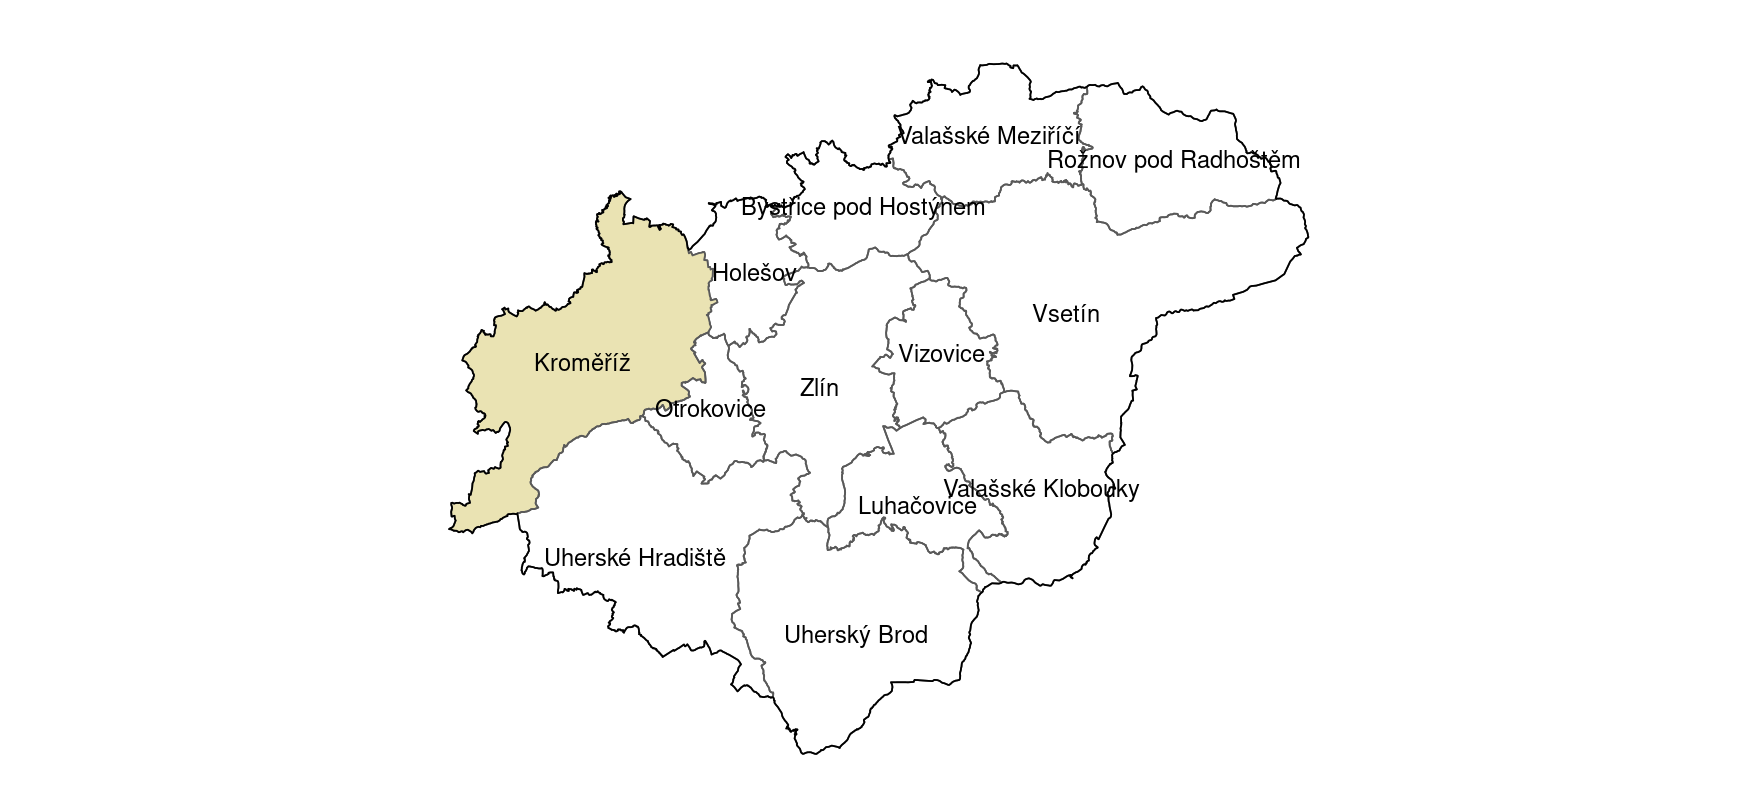 Valašské Meziříčí
Rožnov pod Radhoštěm
Bystřice pod Hostýnem
Holešov
Vsetín
Vizovice
Kroměříž
Zlín
Otrokovice
Valašské Klobouky
Luhačovice
Uherské Hradiště
Uherský Brod